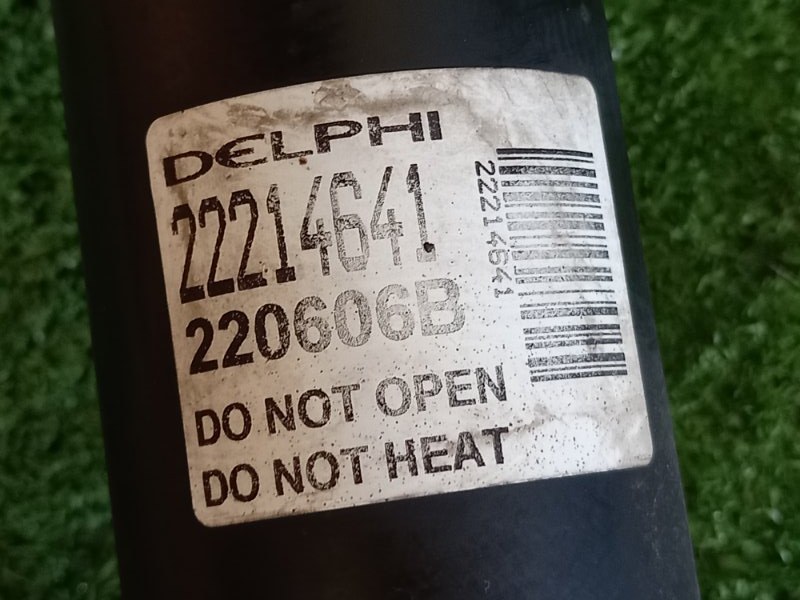 DELPHI
22214641
220606B
DO NOT OPEN
DO NOT HEAT
22214641